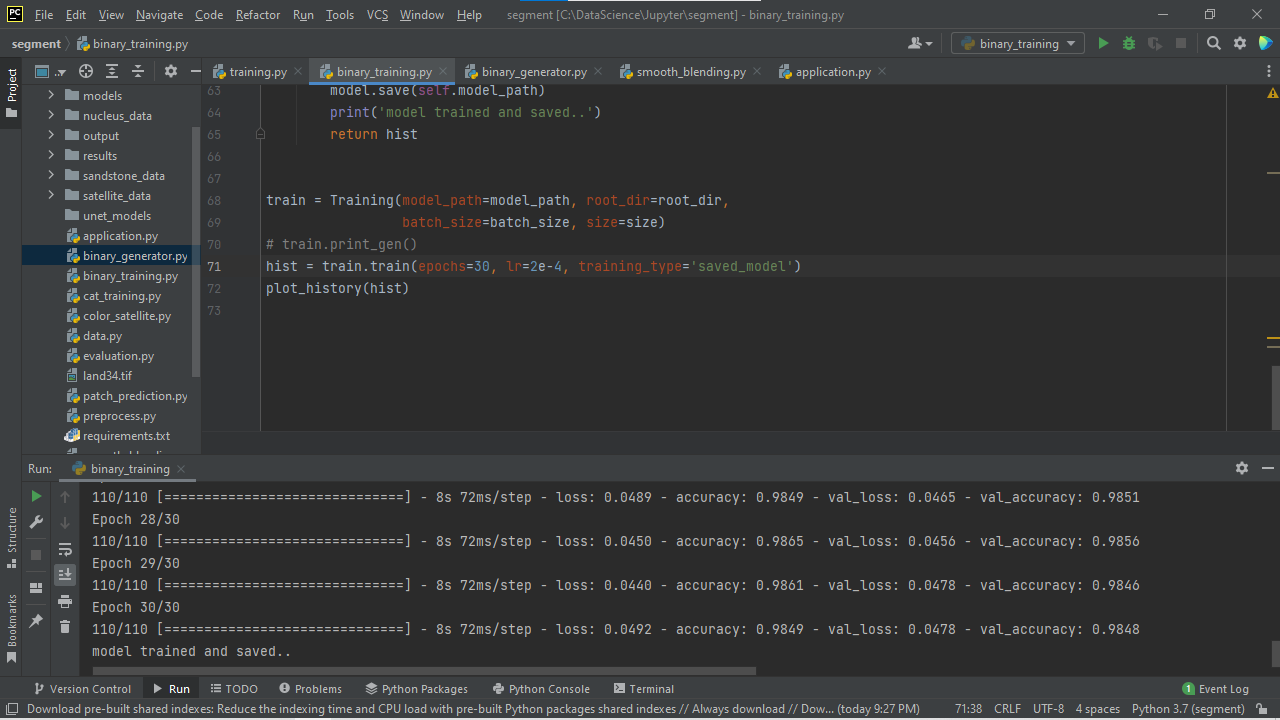 PC File Edit View Navigate Code Refactor Run Tools VCS Window Help segment [C:\DataScience\Jupyter\segment] - binary_training.py
segment binary_training.py binary_training
Project
training.py binary_training.py binary_generator.py smooth_blending.py application.py
models
nucleus_data
output
results
sandstone_data
satellite_data
unet_models
application.py
binary_generator.py
binary_training.py
cat_training.py
color_satellite.py
data.py
evaluation.py
land34.tif
patch_prediction.py
preprocess.py
requirements.txt
63 model.save(self.model_path)
64 print('model trained and saved..')
65 return hist
66
67
68 train = Training(model_path=model_path, root_dir=root_dir,
69 batch_size=batch_size, size=size)
70 # train.print_gen()
71 hist = train.train(epochs=30, lr=2e-4, training_type='saved_model')
72 plot_history(hist)
73
Run: binary_training
110/110 [==============================] - 8s 72ms/step - loss: 0.0489 - accuracy: 0.9849 - val_loss: 0.0465 - val_accuracy: 0.9851
Epoch 28/30
110/110 [==============================] - 8s 72ms/step - loss: 0.0450 - accuracy: 0.9865 - val_loss: 0.0456 - val_accuracy: 0.9856
Epoch 29/30
110/110 [==============================] - 8s 72ms/step - loss: 0.0440 - accuracy: 0.9861 - val_loss: 0.0478 - val_accuracy: 0.9846
Epoch 30/30
110/110 [==============================] - 8s 72ms/step - loss: 0.0492 - accuracy: 0.9849 - val_loss: 0.0478 - val_accuracy: 0.9848
model trained and saved..
Structure
Bookmarks
Version Control Run TODO Problems Python Packages Python Console Terminal 1 Event Log
Download pre-built shared indexes: Reduce the indexing time and CPU load with pre-built Python packages shared indexes // Always download // Dow... (today 9:27 PM) 71:38 CRLF UTF-8 4 spaces Python 3.7 (segment)